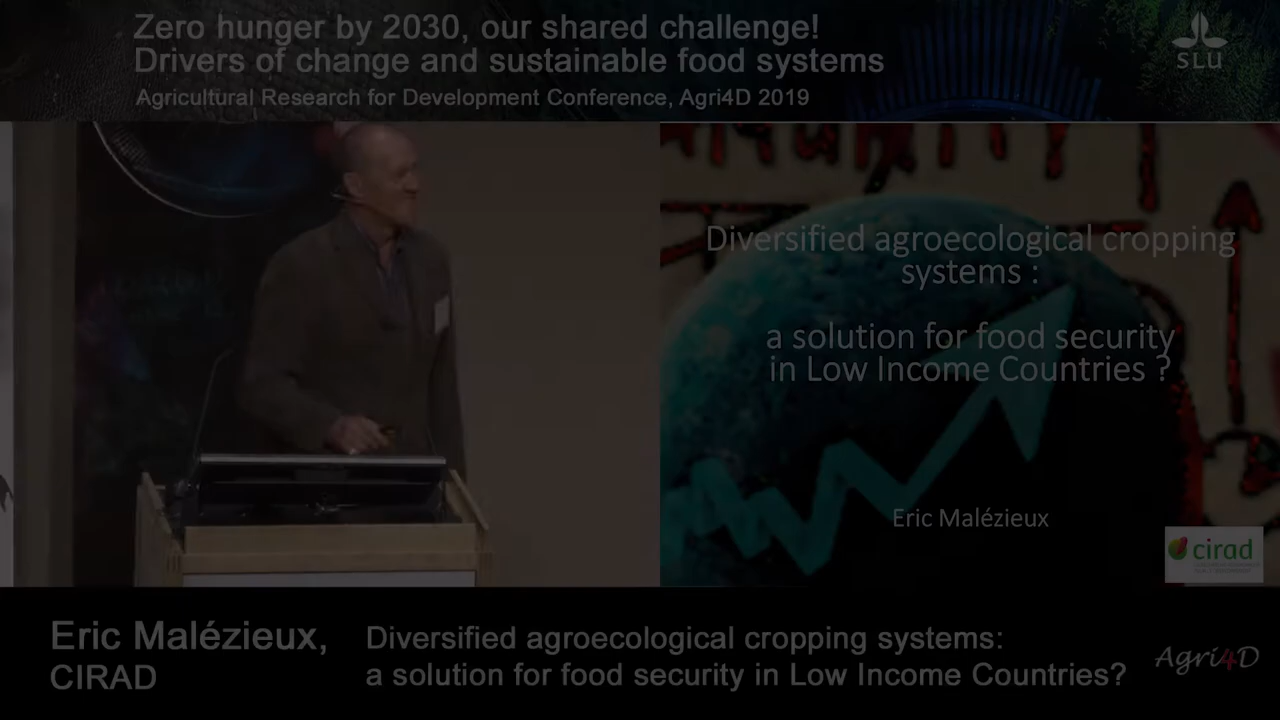 Zero hunger by 2030, our shared challenge!
Drivers of change and sustainable food systems
Agricultural Research for Development Conference, Agri4D 2019
SLU
Diversified agroecological cropping
systems :
a solution for food security
in Low Income Countries ?
Eric Malézieux
cirad
Eric Malézieux,
CIRAD
Diversified agroecological cropping systems:
a solution for food security in Low Income Countries?
Agri4D